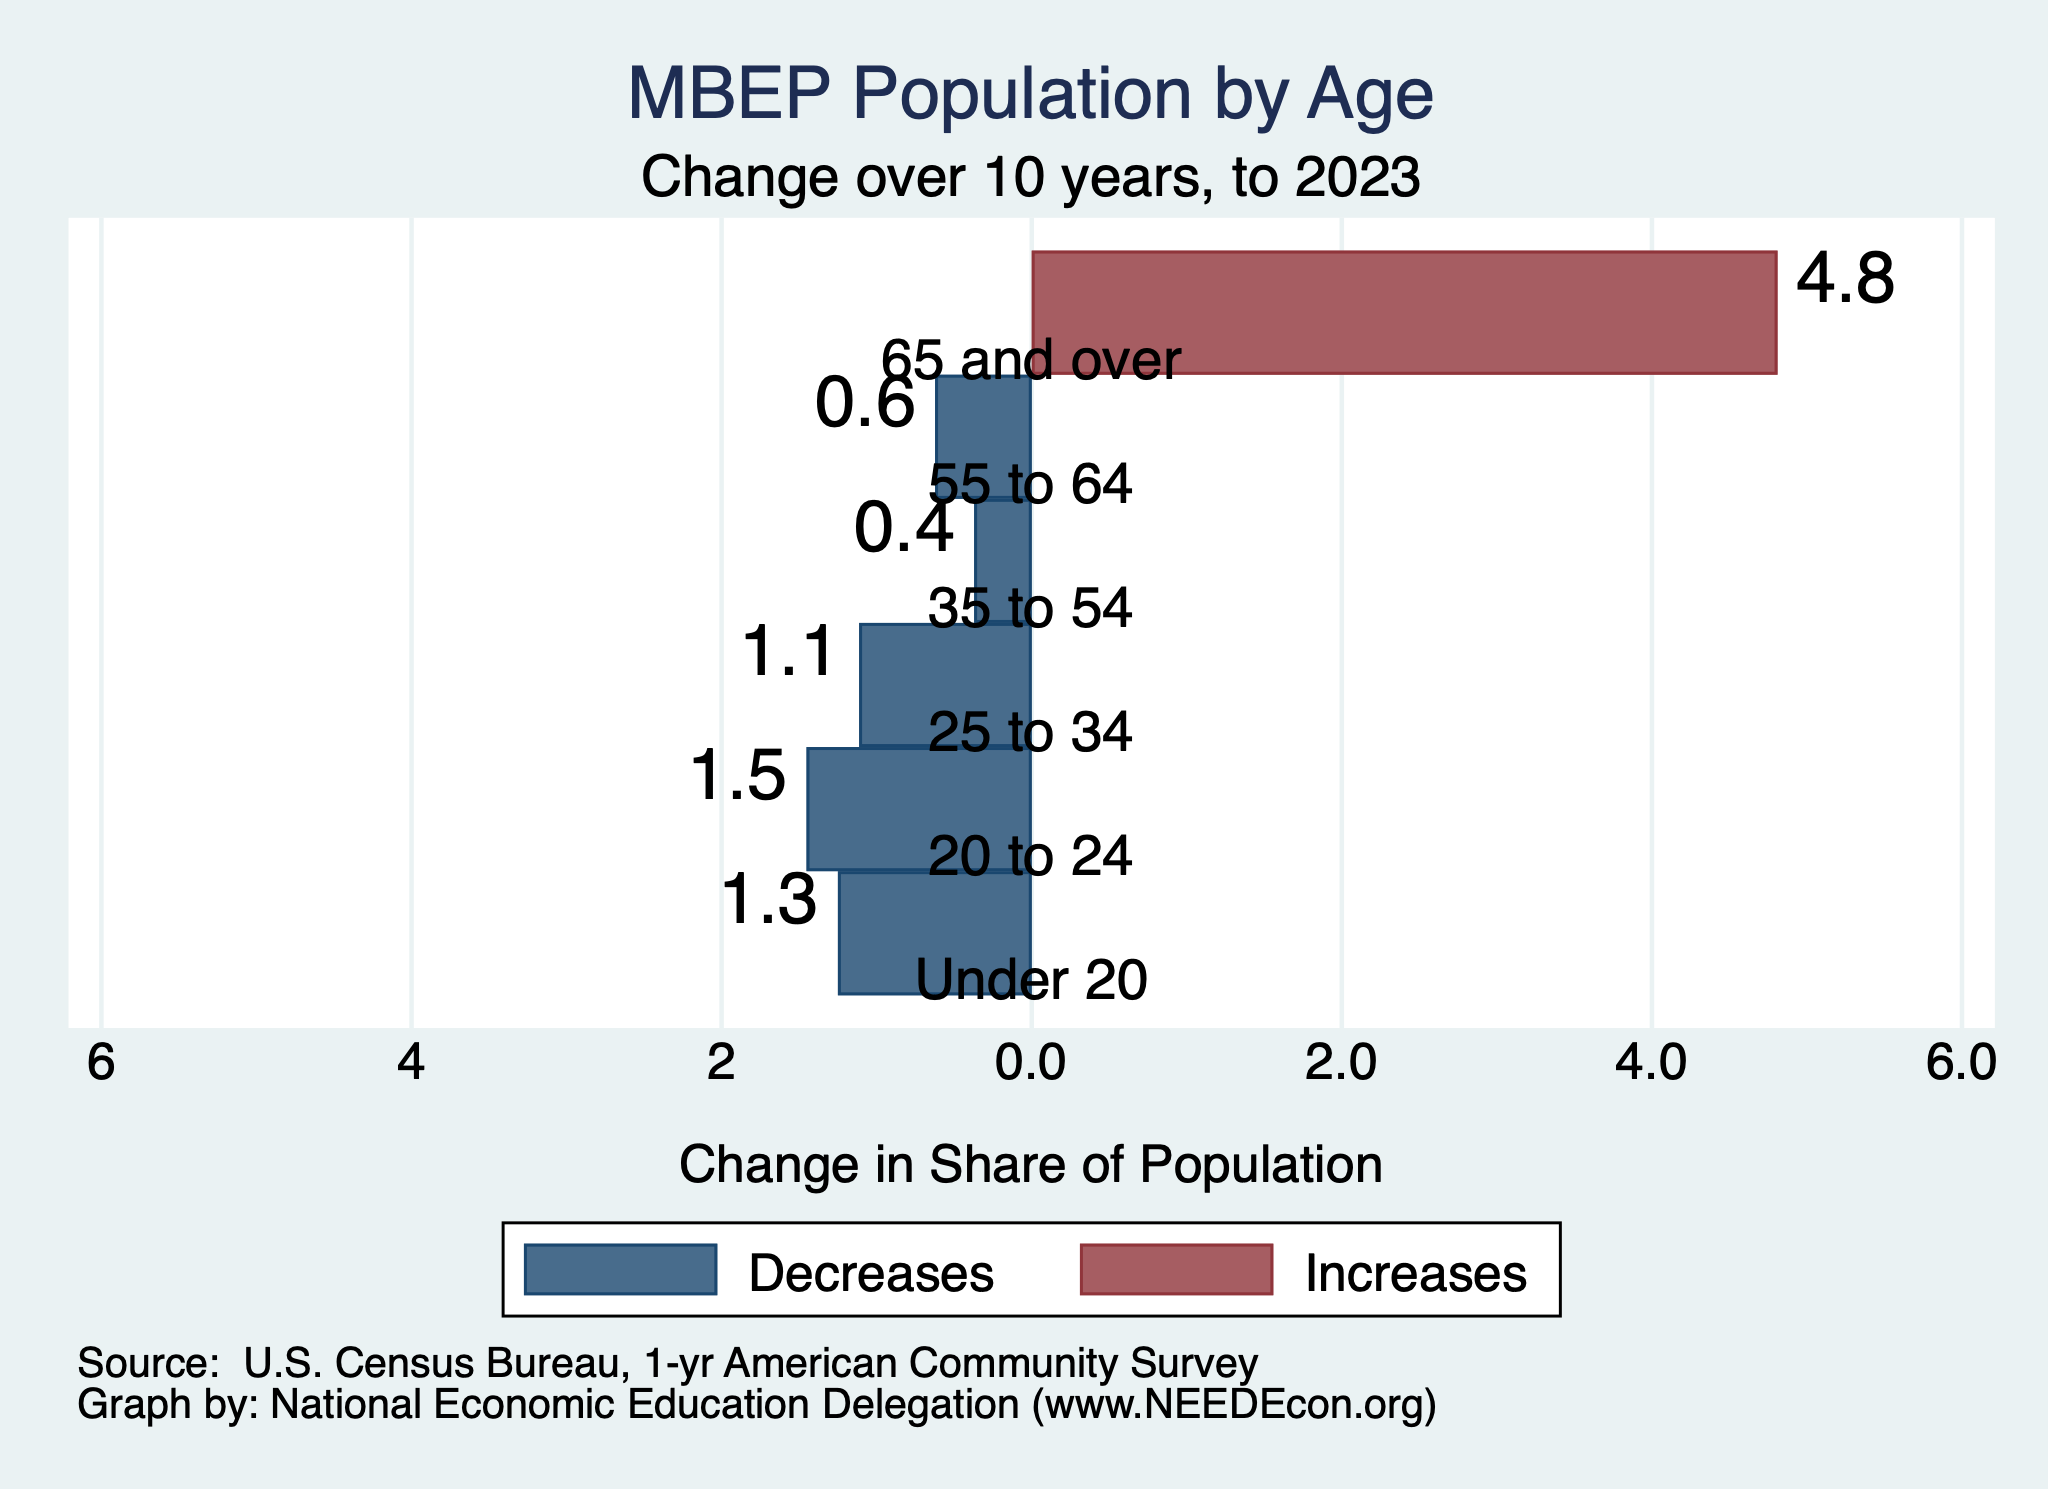 MBEP Population by Age
Change over 10 years, to 2023
4.8
65 and over
0.6
55 to 64
0.4
35 to 54
1.1
25 to 34
1.5
20 to 24
1.3
Under 20
6 4 2 0.0 2.0 4.0 6.0
Change in Share of Population
Decreases Increases
Source:  U.S. Census Bureau, 1-yr American Community Survey
Graph by: National Economic Education Delegation (www.NEEDEcon.org)